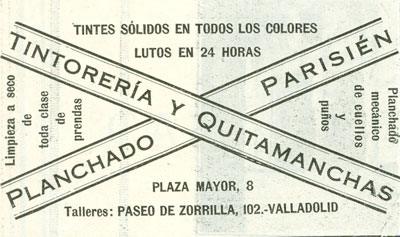 TINTES SÓLIDOS EN TODOS LOS COLORES
LUTOS EN 24 HORAS
TINTORERÍA Y QUITAMANCHAS
PLANCHADO PARISIÉN
Limpieza a seco
de
toda clase
de
prendas
Planchado
mecánico
de cuellos
y
puños
PLAZA MAYOR, 8
Talleres: PASEO DE ZORRILLA, 102.-VALLADOLID